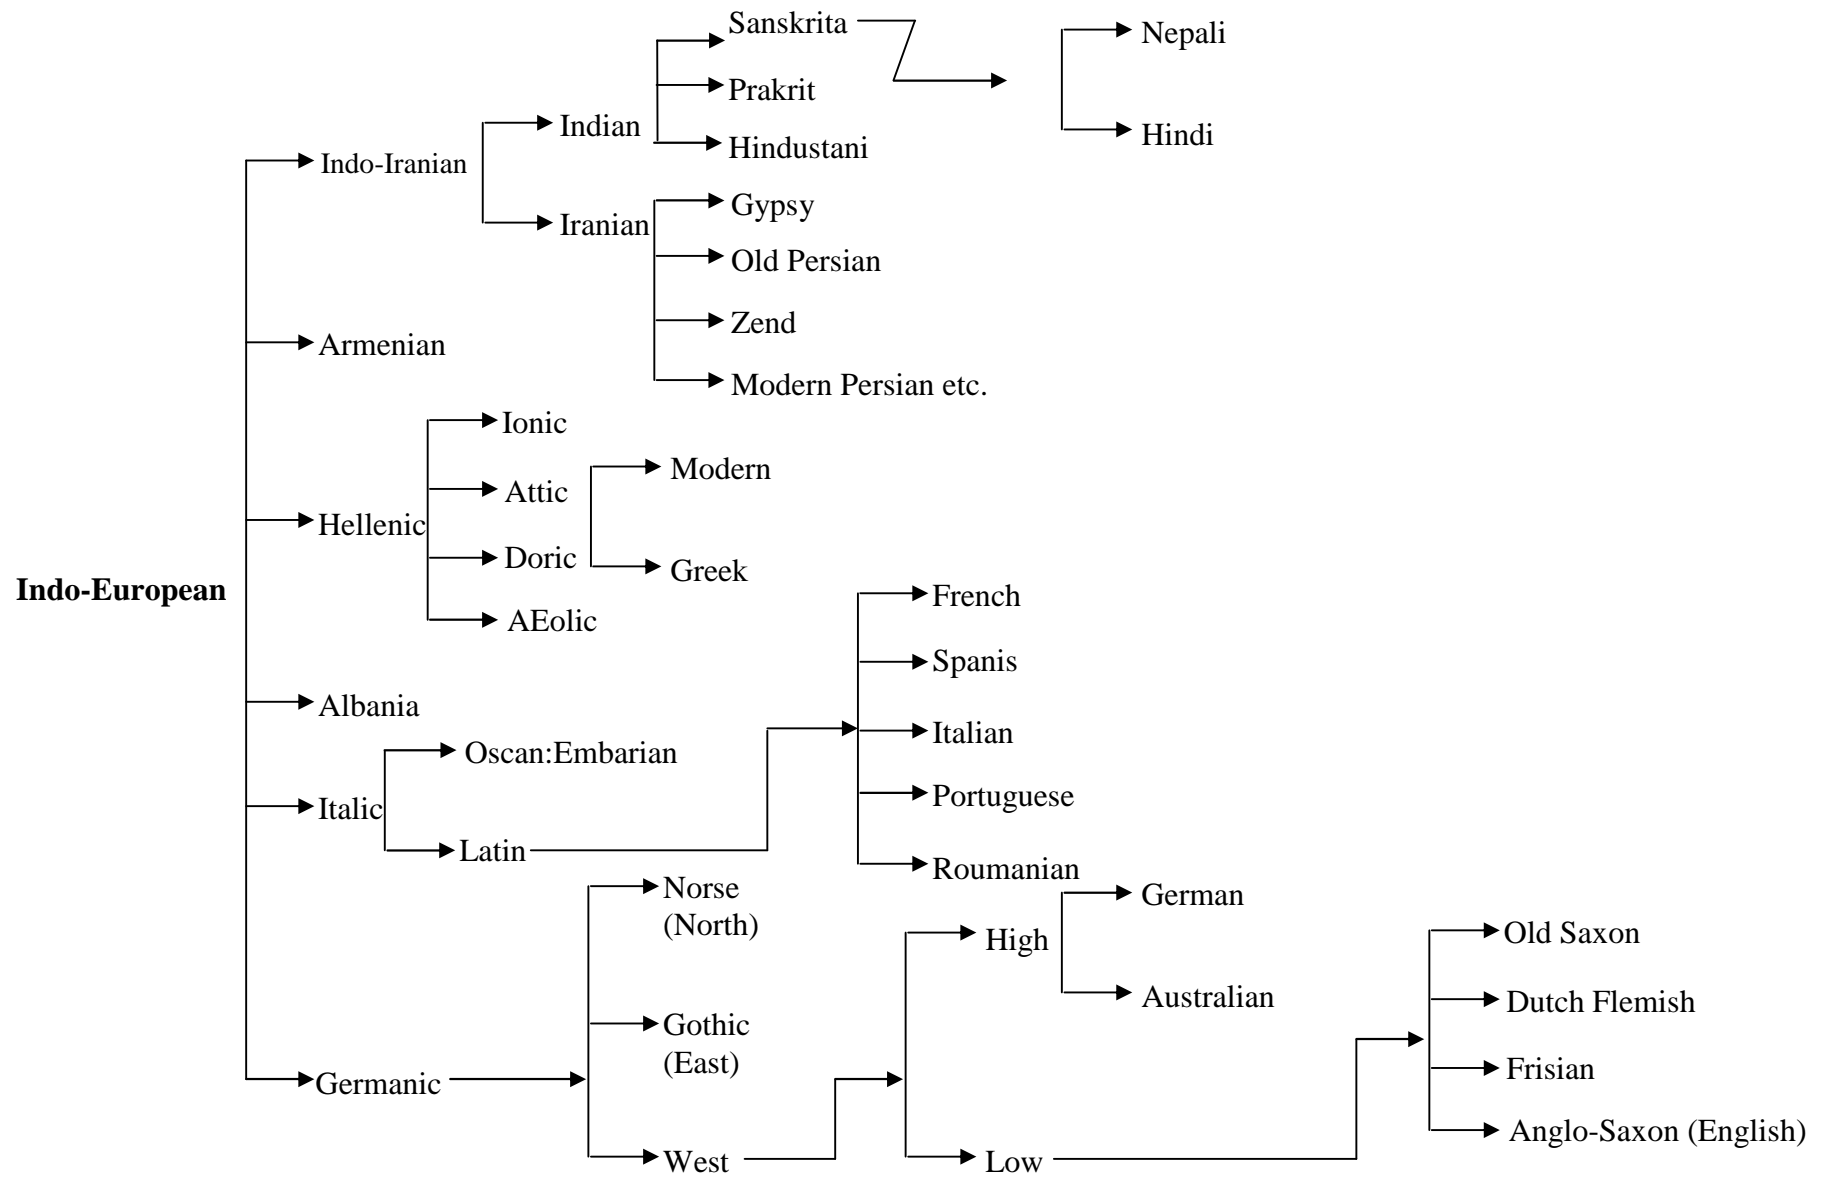 Sanskrita
Nepali
Prakrit
Indian
Hindi
Hindustani
Indo-Iranian
Gypsy
Iranian
Old Persian
Zend
Armenian
Modern Persian etc.
Ionic
Modern
Attic
Hellenic
Doric
Greek
Indo-European
French
AEolic
Spanis
Albania
Italian
Oscan:Embarian
Portuguese
Italic
Latin
Roumanian
Norse
(North)
German
High
Old Saxon
Australian
Dutch Flemish
Gothic
(East)
Frisian
Germanic
Anglo-Saxon (English)
West
Low